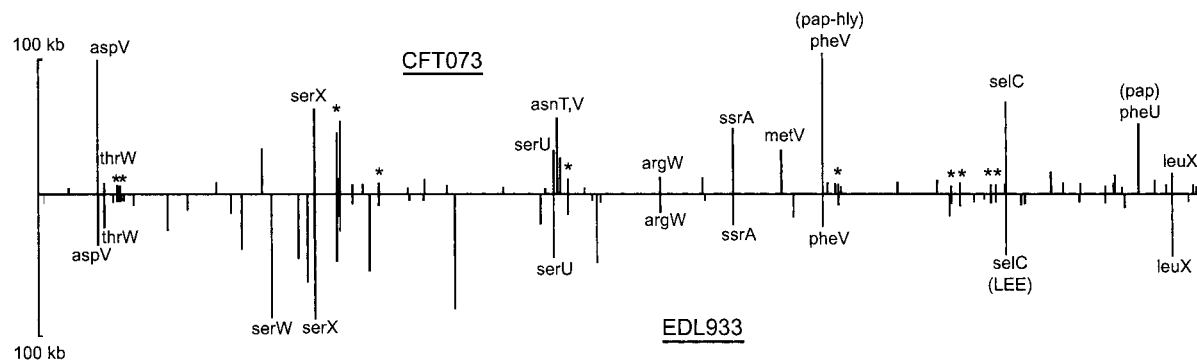 (pap-hly)
100 kb
aspV
CFT073
pheV
serX
*
asnT,V
selC
(pap)
pheU
thrW
**
*
serU
*
argW
ssrA
metV
*
**
**
leuX
thrW
aspV
argW
ssrA
pheV
serU
selC
(LEE)
leuX
serW
serX
EDL933
100 kb